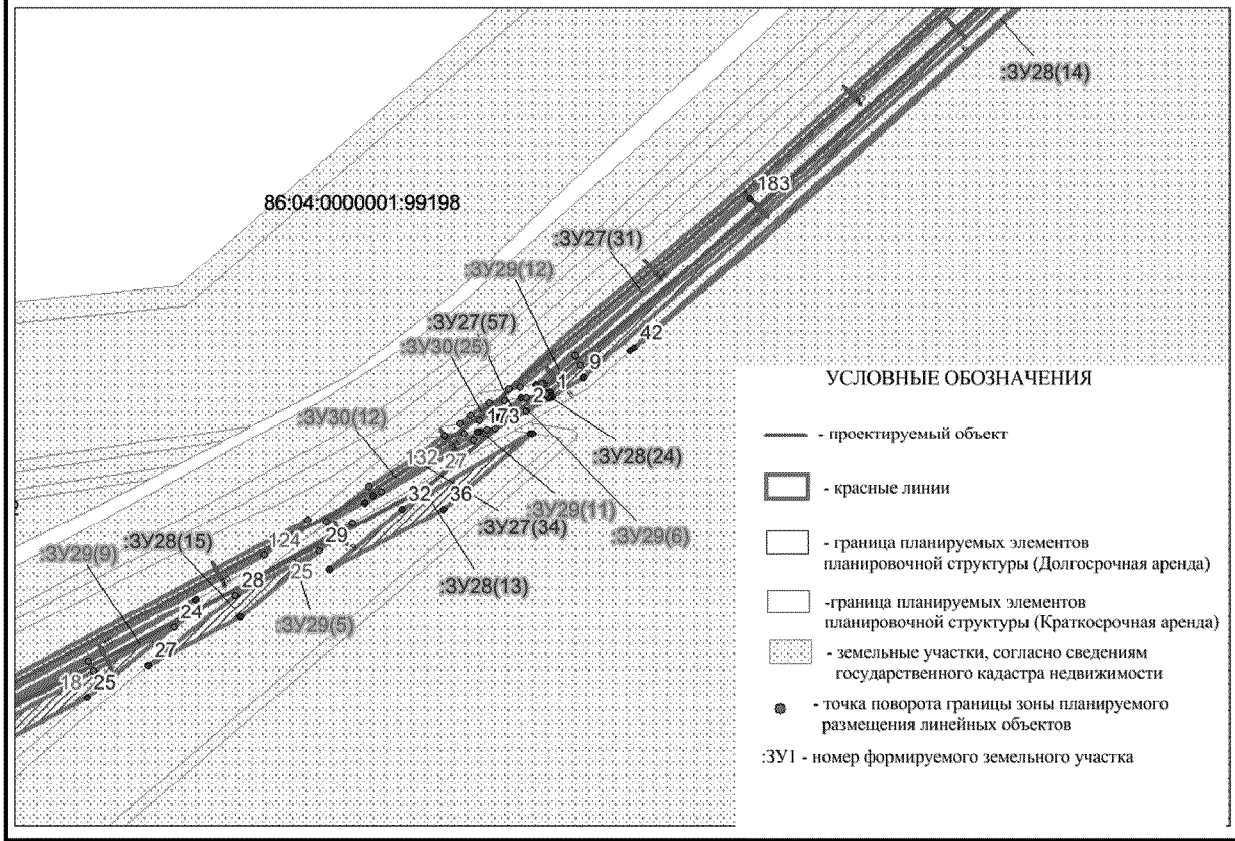 :ЗУ28(14)
183
86:04:0000001:99198
:ЗУ27(31)
:ЗУ29(12)
:ЗУ27(57)
42
:ЗУ30(25)
9
1
2
173
:ЗУ30(12)
132
27
:ЗУ28(24)
32
36
:ЗУ29(11)
:ЗУ27(34)
:ЗУ29(6)
:ЗУ29(9)
:ЗУ28(15)
124
29
25
:ЗУ28(13)
28
24
:ЗУ29(5)
27
18
25
УСЛОВНЫЕ ОБОЗНАЧЕНИЯ
- проектируемый объект
- красные линии
- граница планируемых элементов
планировочной структуры (Долгосрочная аренда)
-граница планируемых элементов
планировочной структуры (Краткосрочная аренда)
- земельные участки, согласно сведениям
государственного кадастра недвижимости
- точка поворота границы зоны планируемого
размещения линейных объектов
:ЗУ1 - номер формируемого земельного участка